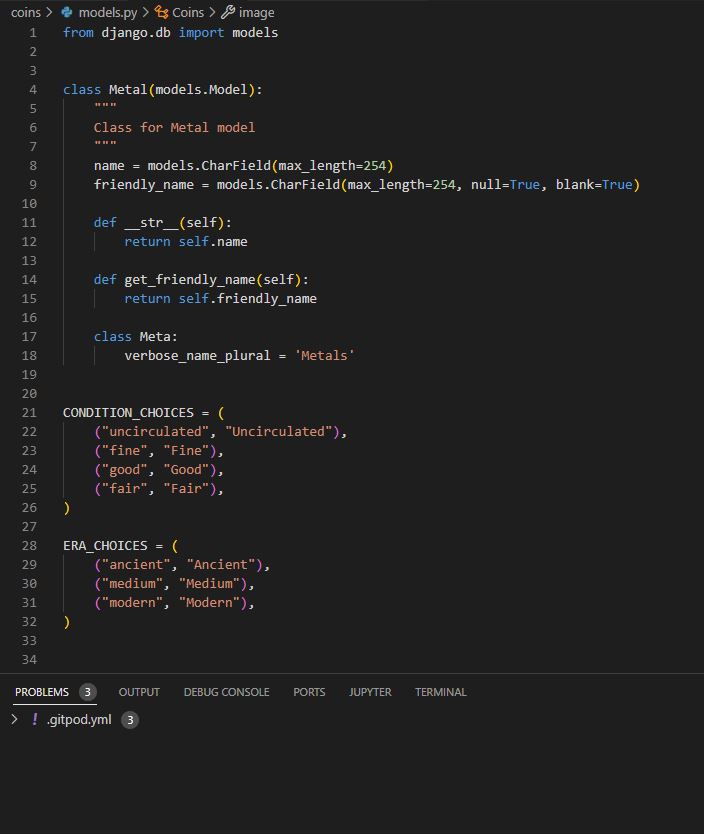 coins > models.py > Coins > image
1 from django.db import models
2
3
4 class Metal(models.Model):
5     """
6     Class for Metal model
7     """
8     name = models.CharField(max_length=254)
9     friendly_name = models.CharField(max_length=254, null=True, blank=True)
10
11     def __str__(self):
12         return self.name
13
14     def get_friendly_name(self):
15         return self.friendly_name
16
17     class Meta:
18         verbose_name_plural = 'Metals'
19
20
21 CONDITION_CHOICES = (
22     ("uncirculated", "Uncirculated"),
23     ("fine", "Fine"),
24     ("good", "Good"),
25     ("fair", "Fair"),
26 )
27
28 ERA_CHOICES = (
29     ("ancient", "Ancient"),
30     ("medium", "Medium"),
31     ("modern", "Modern"),
32 )
33
34
PROBLEMS 3 OUTPUT DEBUG CONSOLE PORTS JUPYTER TERMINAL
> ! .gitpod.yml 3